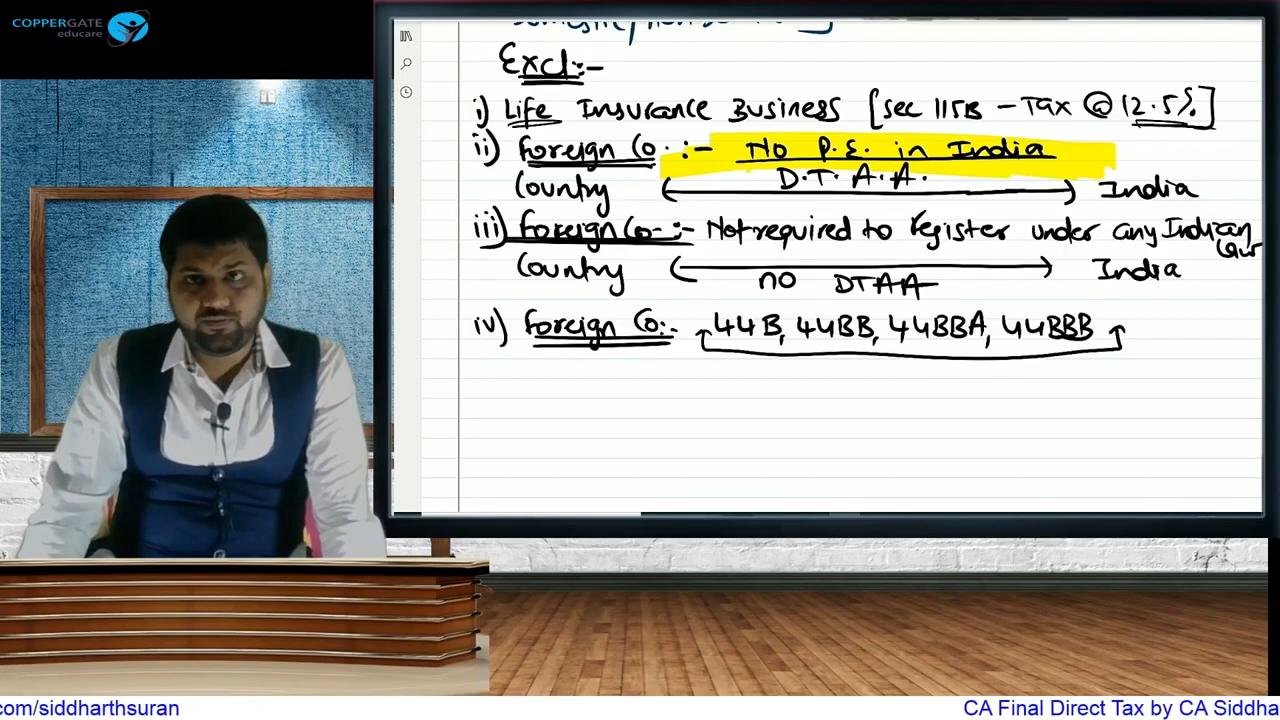 COPPERGATE
educare
Excl:-
i) Life Insurance Business [Sec 115B - Tax @ 12.5%]
ii) Foreign Co. :- No P.E. in India
D.T.A.A.
Country India
iii) Foreign Co. :- Not required to register under any Indian
Law
Country India
no DTAA
iv) Foreign Co:- 44B, 44BB, 44BBA, 44BBB
com/siddharthsuran
CA Final Direct Tax by CA Siddha